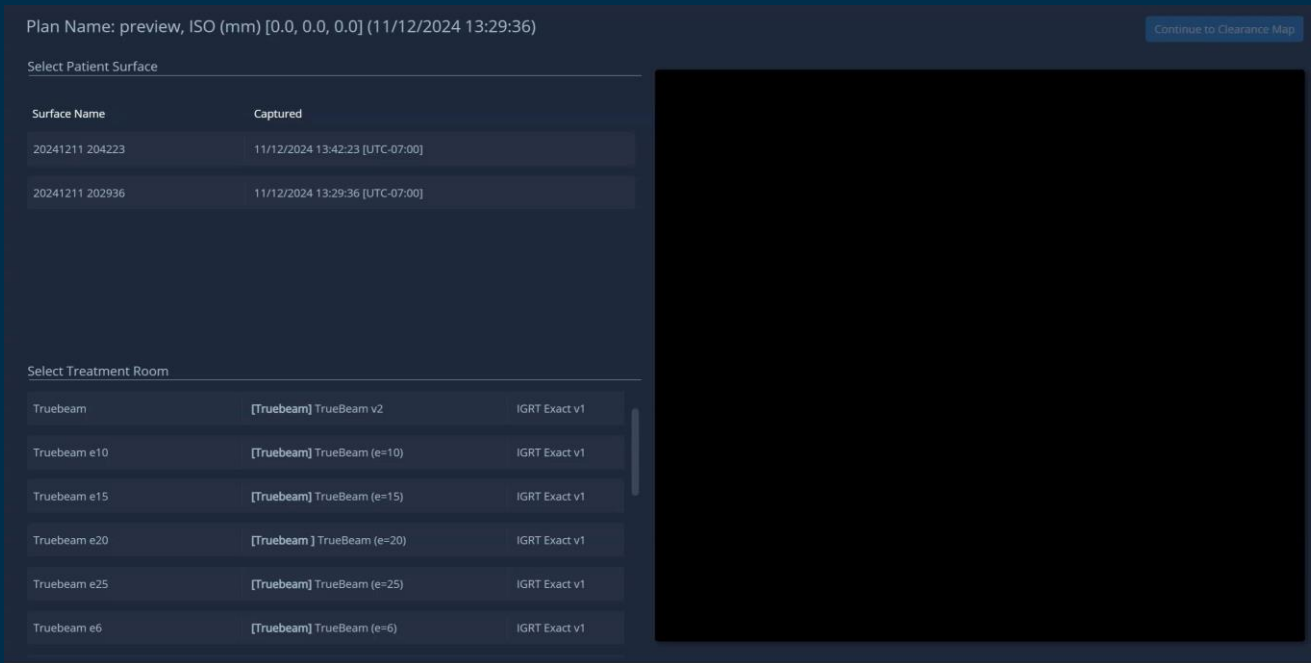 Plan Name: preview, ISO (mm) [0.0, 0.0, 0.0] (11/12/2024 13:29:36)
Continue to Clearance Map
Select Patient Surface
Surface Name Captured
20241211 204223 11/12/2024 13:42:23 [UTC-07:00]
20241211 202936 11/12/2024 13:29:36 [UTC-07:00]
Select Treatment Room
Truebeam [Truebeam] TrueBeam v2 IGRT Exact v1
Truebeam e10 [Truebeam] TrueBeam (e=10) IGRT Exact v1
Truebeam e15 [Truebeam] TrueBeam (e=15) IGRT Exact v1
Truebeam e20 [Truebeam ] TrueBeam (e=20) IGRT Exact v1
Truebeam e25 [Truebeam] TrueBeam (e=25) IGRT Exact v1
Truebeam e6 [Truebeam] TrueBeam (e=6) IGRT Exact v1